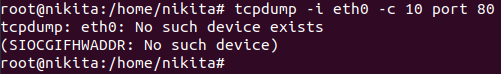 root@nikita:/home/nikita# tcpdump -i eth0 -c 10 port 80
tcpdump: eth0: No such device exists
(SIOCGIFHWADDR: No such device)
root@nikita:/home/nikita#